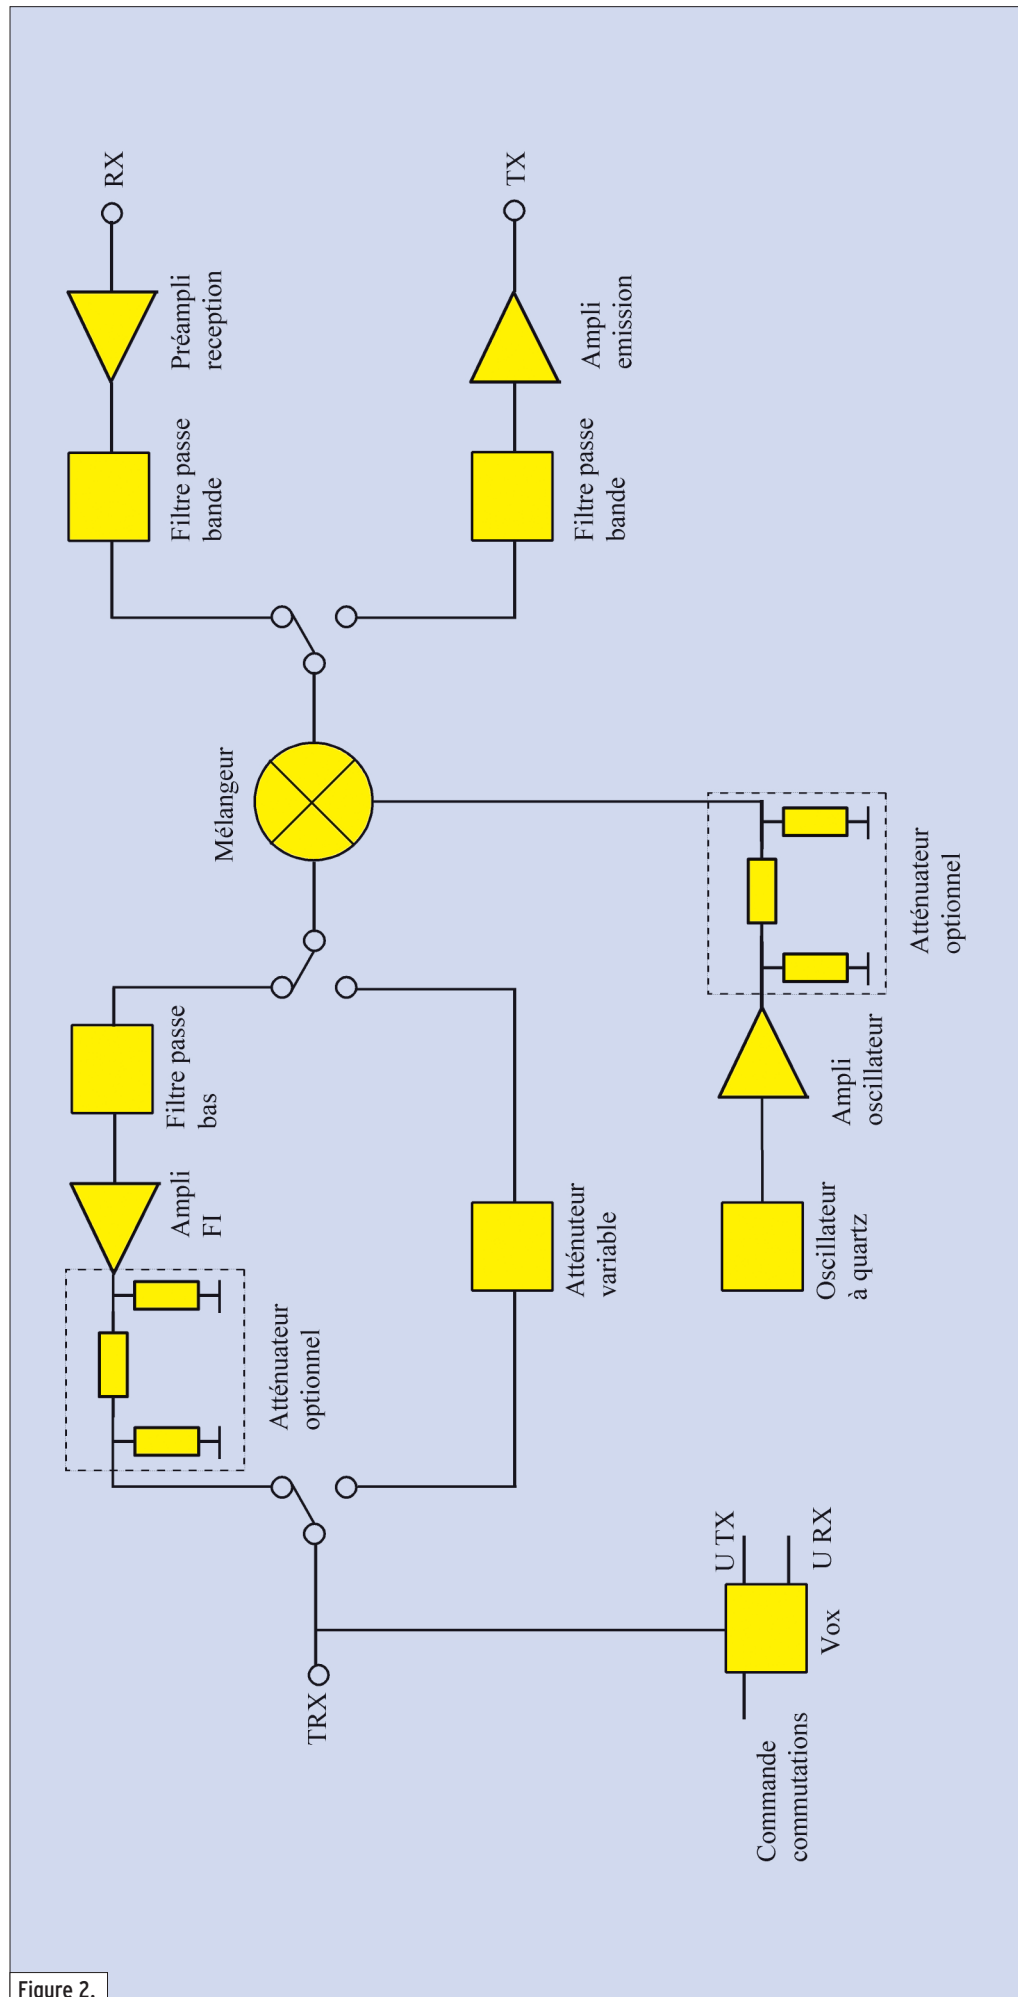 RX
Préampli
reception
Filtre passe
bande
TX
Ampli
emission
Filtre passe
bande
Mélangeur
Filtre passe
bas
Ampli
FI
Atténuateur
optionnel
Atténuteur
variable
Atténuateur
optionnel
Ampli
oscillateur
Oscillateur
à quartz
TRX
U TX
U RX
Vox
Commande
commutations
Figure 2.